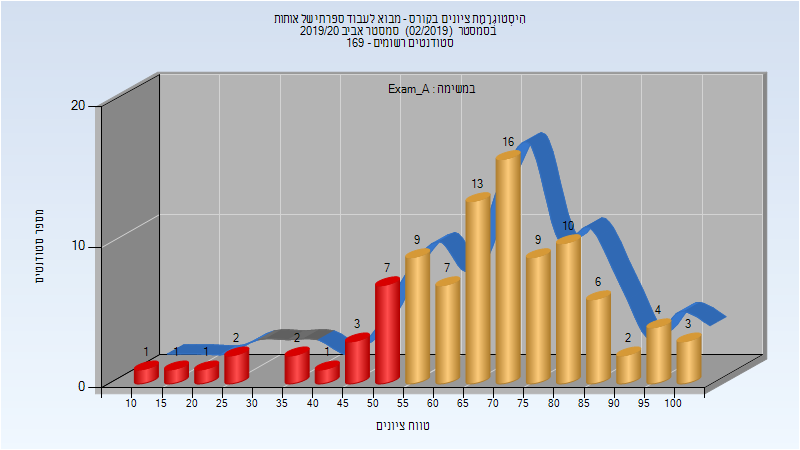 היסטוגרמת ציונים בקורס - מבוא לעבוד ספרתי של אותות
בסמסטר (02/2019) סמסטר אביב 2019/20
סטודנטים רשומים - 169
במשימה : Exam_A
מספר סטודנטים
20
10
0
1 1 1 2 2 1 3 7 9 7 13 16 9 10 6 2 4 3
10 15 20 25 30 35 40 45 50 55 60 65 70 75 80 85 90 95 100
טווח ציונים